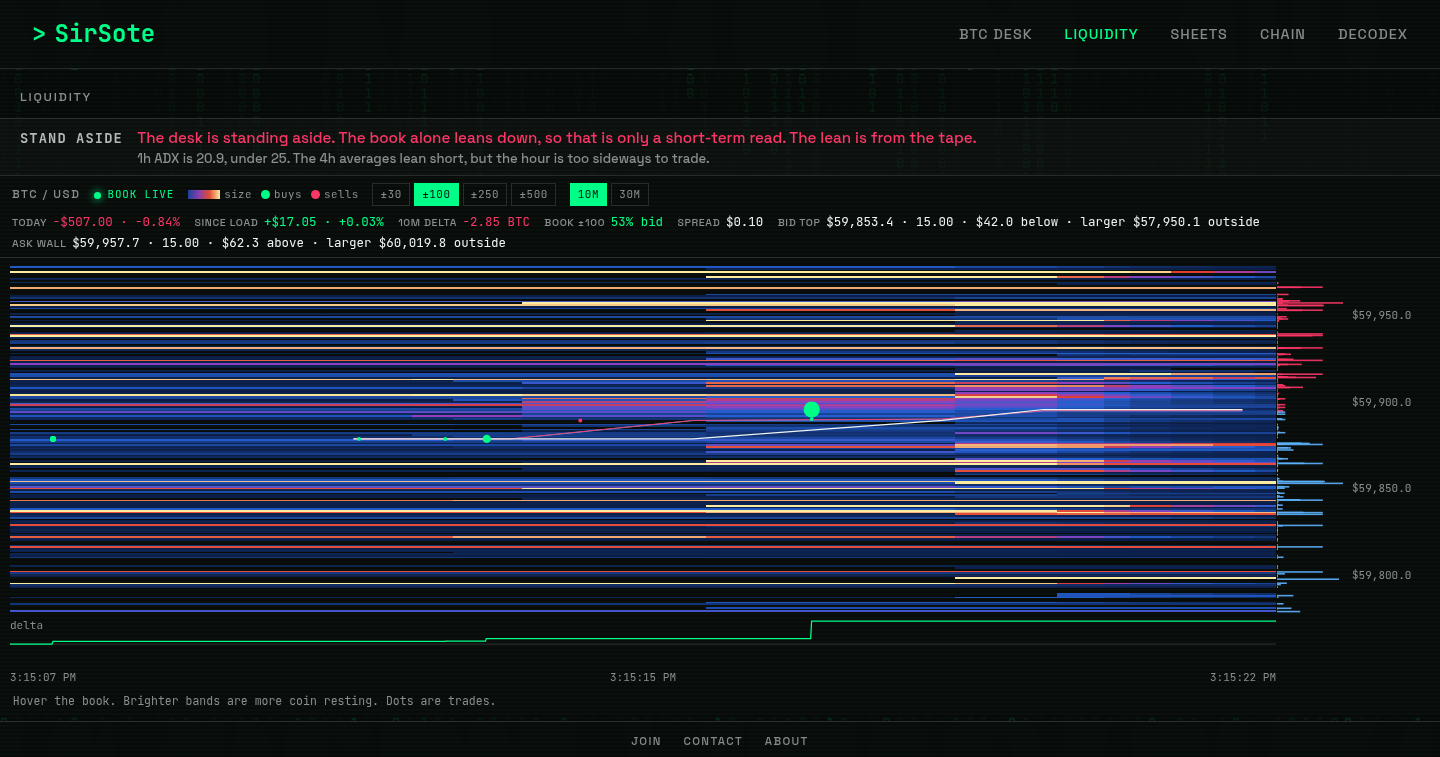 > SirSote
BTC DESK LIQUIDITY SHEETS CHAIN DECODEX
LIQUIDITY
STAND ASIDE The desk is standing aside. The book alone leans down, so that is only a short-term read. The lean is from the tape.
1h ADX is 20.9, under 25. The 4h averages lean short, but the hour is too sideways to trade.
BTC / USD BOOK LIVE size buys sells ±30 ±100 ±250 ±500 10M 30M
TODAY -$507.00 · -0.84% SINCE LOAD +$17.05 · +0.03% 10M DELTA -2.85 BTC BOOK ±100 53% bid SPREAD $0.10 BID TOP $59,853.4 · 15.00 · $42.0 below · larger $57,950.1 outside
ASK WALL $59,957.7 · 15.00 · $62.3 above · larger $60,019.8 outside
$59,950.0
$59,900.0
$59,850.0
$59,800.0
delta
3:15:07 PM 3:15:15 PM 3:15:22 PM
Hover the book. Brighter bands are more coin resting. Dots are trades.
JOIN CONTACT ABOUT